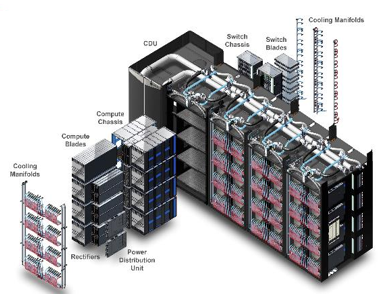 Switch
Chassis
Switch
Blades
Cooling Manifolds
CDU
Compute
Chassis
Compute
Blades
Cooling
Manifolds
Rectifiers
Power
Distribution
Unit